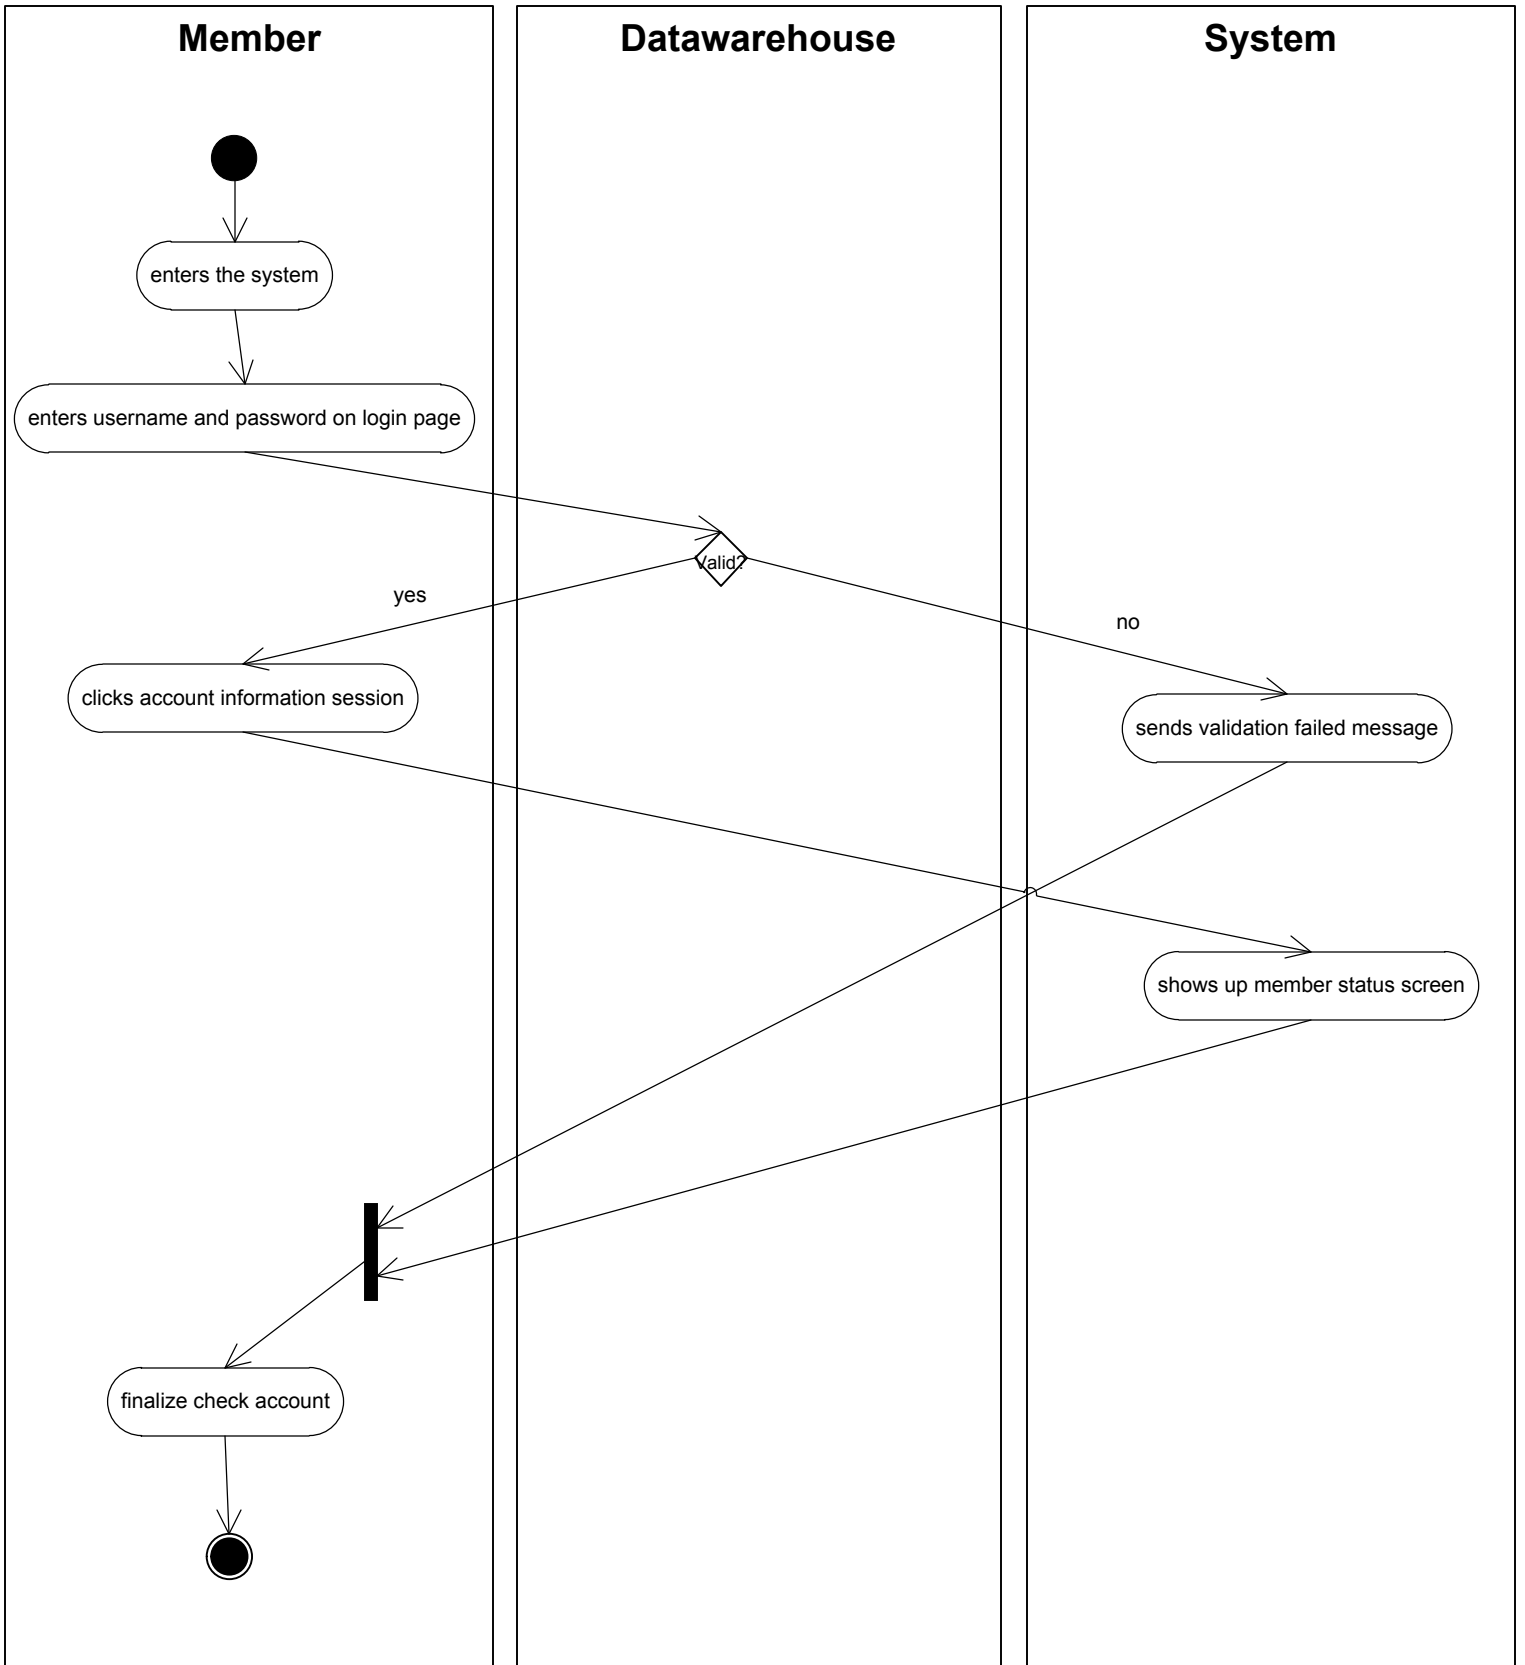 Member
Datawarehouse
System
enters the system
enters username and password on login page
Valid?
yes
no
clicks account information session
sends validation failed message
shows up member status screen
finalize check account